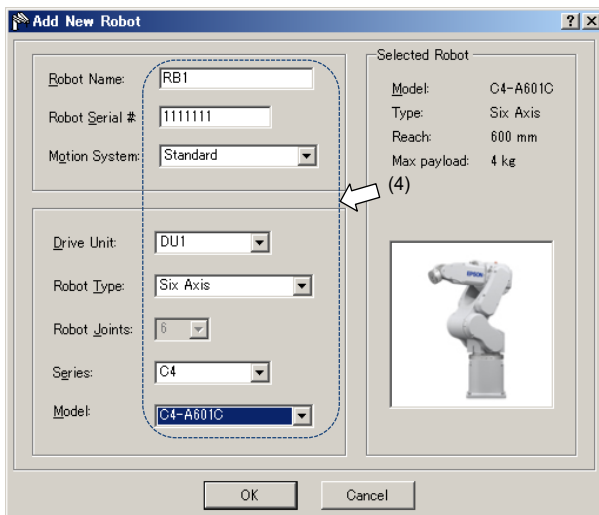 Add New Robot
Robot Name: RB1
Robot Serial # 1111111
Motion System: Standard
Drive Unit: DU1
Robot Type: Six Axis
Robot Joints: 6
Series: C4
Model: C4-A601C
Selected Robot
Model: C4-A601C
Type: Six Axis
Reach: 600 mm
Max payload: 4 kg
(4)
EPSON
OK Cancel